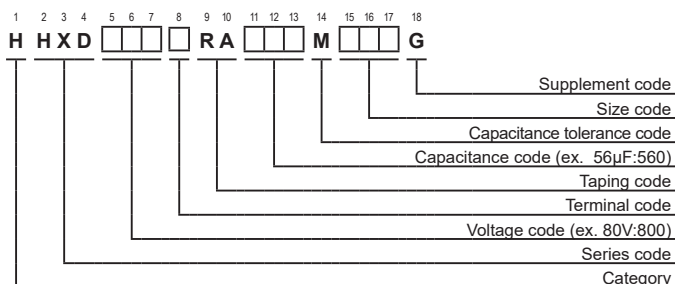 1 2 3 4 5 6 7 8 9 10 11 12 13 14 15 16 17 18
H HXD □□□ □ RA □□□ M □□□ G
Supplement code
Size code
Capacitance tolerance code
Capacitance code (ex. 56µF:560)
Taping code
Terminal code
Voltage code (ex. 80V:800)
Series code
Category